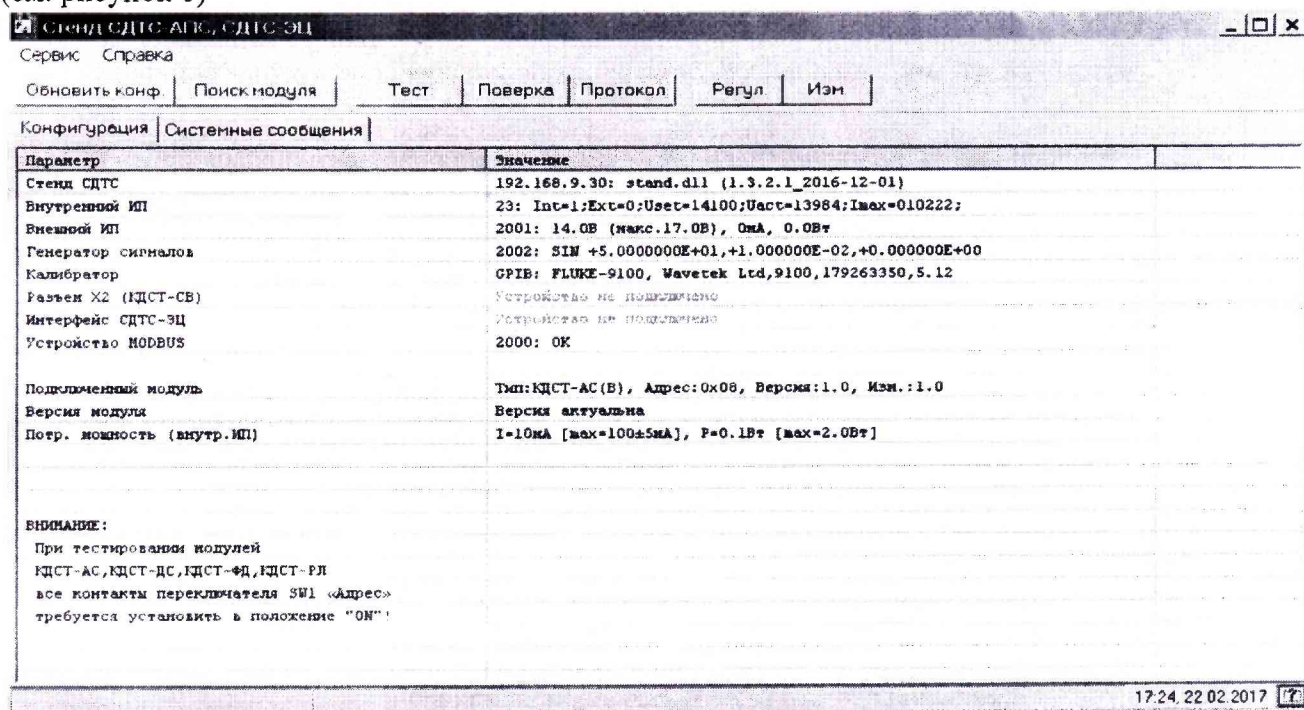 (см. рисунок
Стенд СДТС-АПС, СДТС-ЭЦ
Сервис Справка
Обновить конф. Поиск модуля Тест Поверка Протокол Регул Изм
Конфигурация Системные сообщения
Параметр Значение
Стенд СДТС 192.168.9.30: stand.dll (1.3.2.1_2016-12-01)
Внутренний ИП 23: Int=1;Ext=0;Uset=14100;Uact=13984;Imax=010222;
Внешний ИП 2001: 14.0В (макс.17.0В), 0мА, 0.0Вт
Генератор сигналов 2002: SIN +5.0000000E+01,+1.000000E-02,+0.000000E+00
Калибратор GPIB: FLUKE-9100, Wavetek Ltd,9100,179263350,5.12
Разъем X2 (КДСТ-СВ) Устройство не подключено
Интерфейс СДТС-ЭЦ Устройство не подключено
Устройство MODBUS 2000: OK
Подключенный модуль Тип:КДСТ-АС(В), Адрес:0x08, Версия:1.0, Изм.:1.0
Версия модуля Версия актуальна
Потр. мощность (внутр.ИП) I=10мА [max=100±5мА], P=0.1Вт [max=2.0Вт]
ВНИМАНИЕ:
При тестировании модулей
КДСТ-АС,КДСТ-ДС,КДСТ-ФД,КДСТ-РЛ
все контакты переключателя SW1 «Адрес»
требуется установить в положение "ON"!
17:24, 22.02.2017 ?